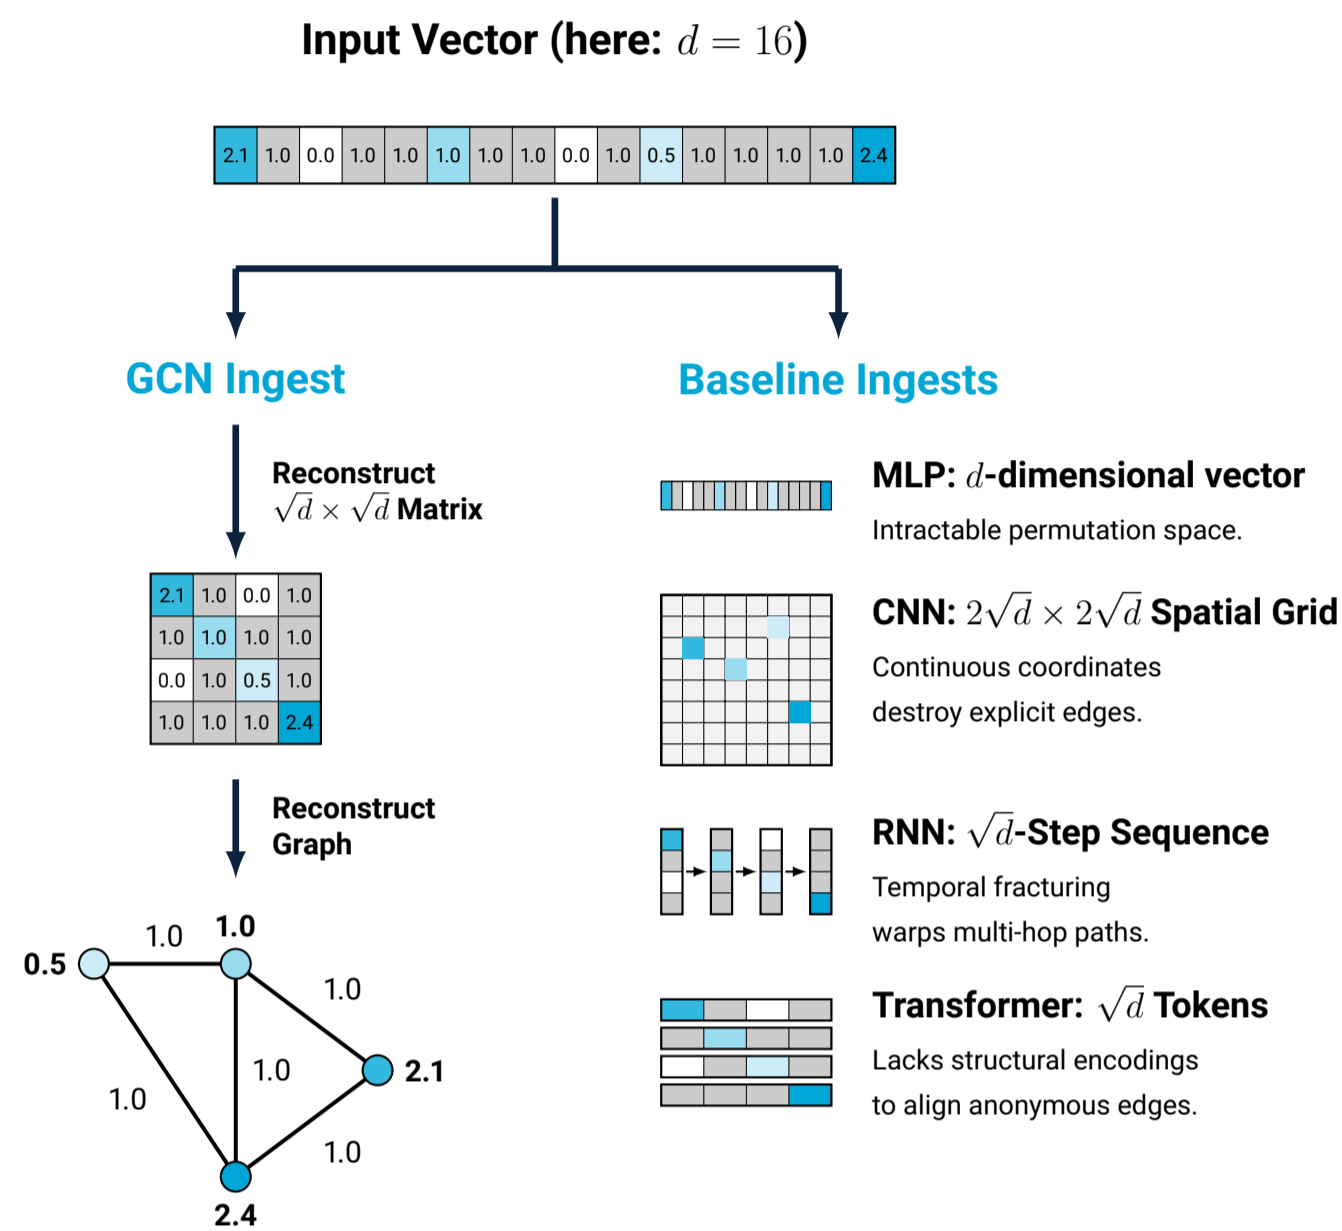 Input Vector (here: d = 16)
2.1 1.0 0.0 1.0 1.0 1.0 1.0 1.0 0.0 1.0 0.5 1.0 1.0 1.0 1.0 2.4
GCN Ingest
Reconstruct
√d × √d Matrix
2.1 1.0 0.0 1.0
1.0 1.0 1.0 1.0
0.0 1.0 0.5 1.0
1.0 1.0 1.0 2.4
Reconstruct
Graph
1.0
1.0
0.5
1.0
1.0
2.1
1.0
1.0
2.4
Baseline Ingests
MLP: d-dimensional vector
Intractable permutation space.
CNN: 2√d × 2√d Spatial Grid
Continuous coordinates
destroy explicit edges.
RNN: √d-Step Sequence
Temporal fracturing
warps multi-hop paths.
Transformer: √d Tokens
Lacks structural encodings
to align anonymous edges.